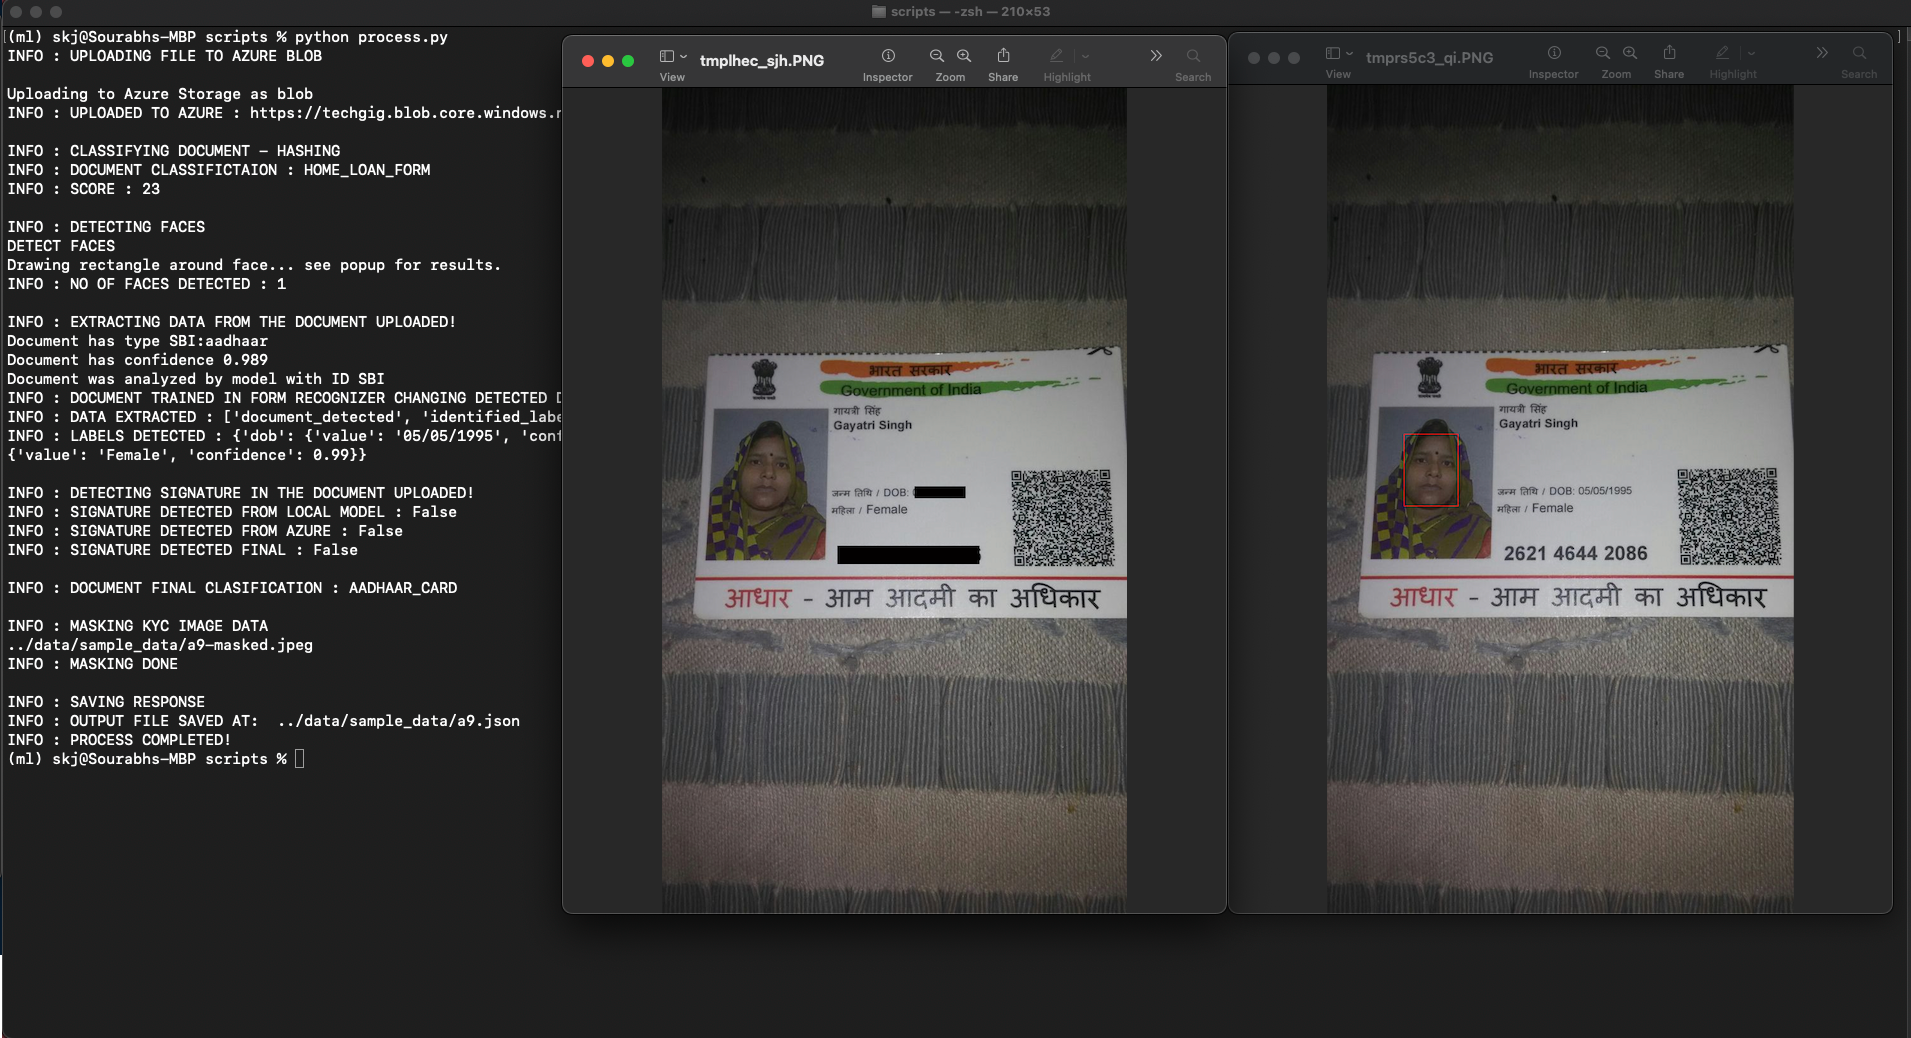 scripts — -zsh — 210×53
(ml) skj@Sourabhs-MBP scripts % python process.py
INFO : UPLOADING FILE TO AZURE BLOB
Uploading to Azure Storage as blob
INFO : UPLOADED TO AZURE : https://techgig.blob.core.windows.
INFO : CLASSIFYING DOCUMENT - HASHING
INFO : DOCUMENT CLASSIFICTAION : HOME_LOAN_FORM
INFO : SCORE : 23
INFO : DETECTING FACES
DETECT FACES
Drawing rectangle around face... see popup for results.
INFO : NO OF FACES DETECTED : 1
INFO : EXTRACTING DATA FROM THE DOCUMENT UPLOADED!
Document has type SBI:aadhaar
Document has confidence 0.989
Document was analyzed by model with ID SBI
INFO : DOCUMENT TRAINED IN FORM RECOGNIZER CHANGING DETECTED
INFO : DATA EXTRACTED : ['document_detected', 'identified_labe
INFO : LABELS DETECTED : {'dob': {'value': '05/05/1995', 'conf
{'value': 'Female', 'confidence': 0.99}}
INFO : DETECTING SIGNATURE IN THE DOCUMENT UPLOADED!
INFO : SIGNATURE DETECTED FROM LOCAL MODEL : False
INFO : SIGNATURE DETECTED FROM AZURE : False
INFO : SIGNATURE DETECTED FINAL : False
INFO : DOCUMENT FINAL CLASIFICATION : AADHAAR_CARD
INFO : MASKING KYC IMAGE DATA
../data/sample_data/a9-masked.jpeg
INFO : MASKING DONE
INFO : SAVING RESPONSE
INFO : OUTPUT FILE SAVED AT:  ../data/sample_data/a9.json
INFO : PROCESS COMPLETED!
(ml) skj@Sourabhs-MBP scripts %
tmplhec_sjh.PNG
View Inspector Zoom Share Highlight Search
भारत सरकार
Government of India
गायत्री सिंह
Gayatri Singh
जन्म तिथि / DOB:
महिला / Female
आधार - आम आदमी का अधिकार
tmprs5c3_qi.PNG
View Inspector Zoom Share Highlight Search
भारत सरकार
Government of India
गायत्री सिंह
Gayatri Singh
जन्म तिथि / DOB: 05/05/1995
महिला / Female
2621 4644 2086
आधार - आम आदमी का अधिकार